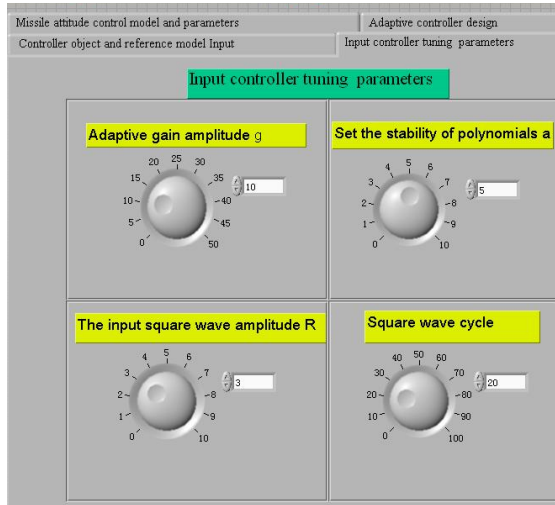 Missile attitude control model and parameters
Adaptive controller design
Controller object and reference model Input
Input controller tuning parameters
Input controller tuning parameters
Adaptive gain amplitude g
0 5 10 15 20 25 30 35 40 45 50
10
Set the stability of polynomials a
0 1 2 3 4 5 6 7 8 9 10
5
The input square wave amplitude R
0 1 2 3 4 5 6 7 8 9 10
3
Square wave cycle
0 10 20 30 40 50 60 70 80 90 100
20